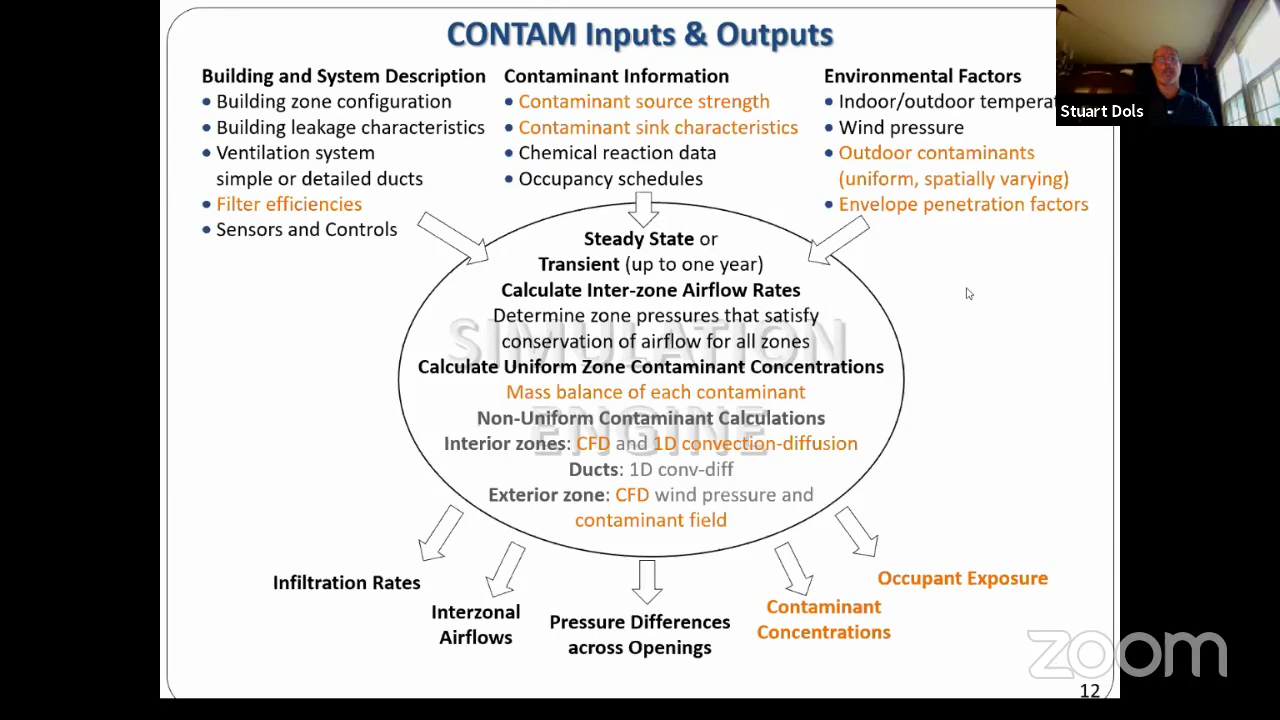 CONTAM Inputs & Outputs
Building and System Description
• Building zone configuration
• Building leakage characteristics
• Ventilation system
simple or detailed ducts
• Filter efficiencies
• Sensors and Controls
Contaminant Information
• Contaminant source strength
• Contaminant sink characteristics
• Chemical reaction data
• Occupancy schedules
Environmental Factors
• Indoor/outdoor temperat
• Wind pressure
• Outdoor contaminants
(uniform, spatially varying)
• Envelope penetration factors
Stuart Dols
SIMULATION
ENGINE
Steady State or
Transient (up to one year)
Calculate Inter-zone Airflow Rates
Determine zone pressures that satisfy
conservation of airflow for all zones
Calculate Uniform Zone Contaminant Concentrations
Mass balance of each contaminant
Non-Uniform Contaminant Calculations
Interior zones: CFD and 1D convection-diffusion
Ducts: 1D conv-diff
Exterior zone: CFD wind pressure and
contaminant field
Infiltration Rates
Interzonal
Airflows
Pressure Differences
across Openings
Contaminant
Concentrations
Occupant Exposure
zoom
12